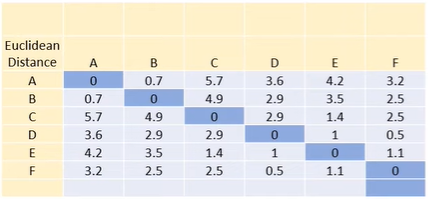 Euclidean
Distance A B C D E F
A 0 0.7 5.7 3.6 4.2 3.2
B 0.7 0 4.9 2.9 3.5 2.5
C 5.7 4.9 0 2.9 1.4 2.5
D 3.6 2.9 2.9 0 1 0.5
E 4.2 3.5 1.4 1 0 1.1
F 3.2 2.5 2.5 0.5 1.1 0